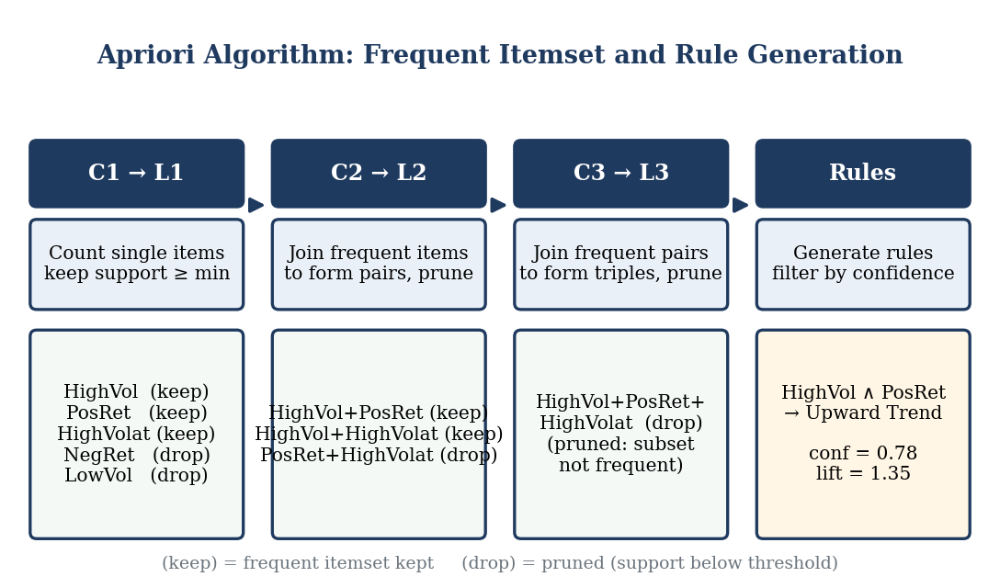 Apriori Algorithm: Frequent Itemset and Rule Generation
C1 → L1
Count single items
keep support ≥ min
HighVol (keep)
PosRet (keep)
HighVolat (keep)
NegRet (drop)
LowVol (drop)
C2 → L2
Join frequent items
to form pairs, prune
HighVol+PosRet (keep)
HighVol+HighVolat (keep)
PosRet+HighVolat (drop)
C3 → L3
Join frequent pairs
to form triples, prune
HighVol+PosRet+
HighVolat (drop)
(pruned: subset
not frequent)
Rules
Generate rules
filter by confidence
HighVol ∧ PosRet
→ Upward Trend
conf = 0.78
lift = 1.35
(keep) = frequent itemset kept (drop) = pruned (support below threshold)